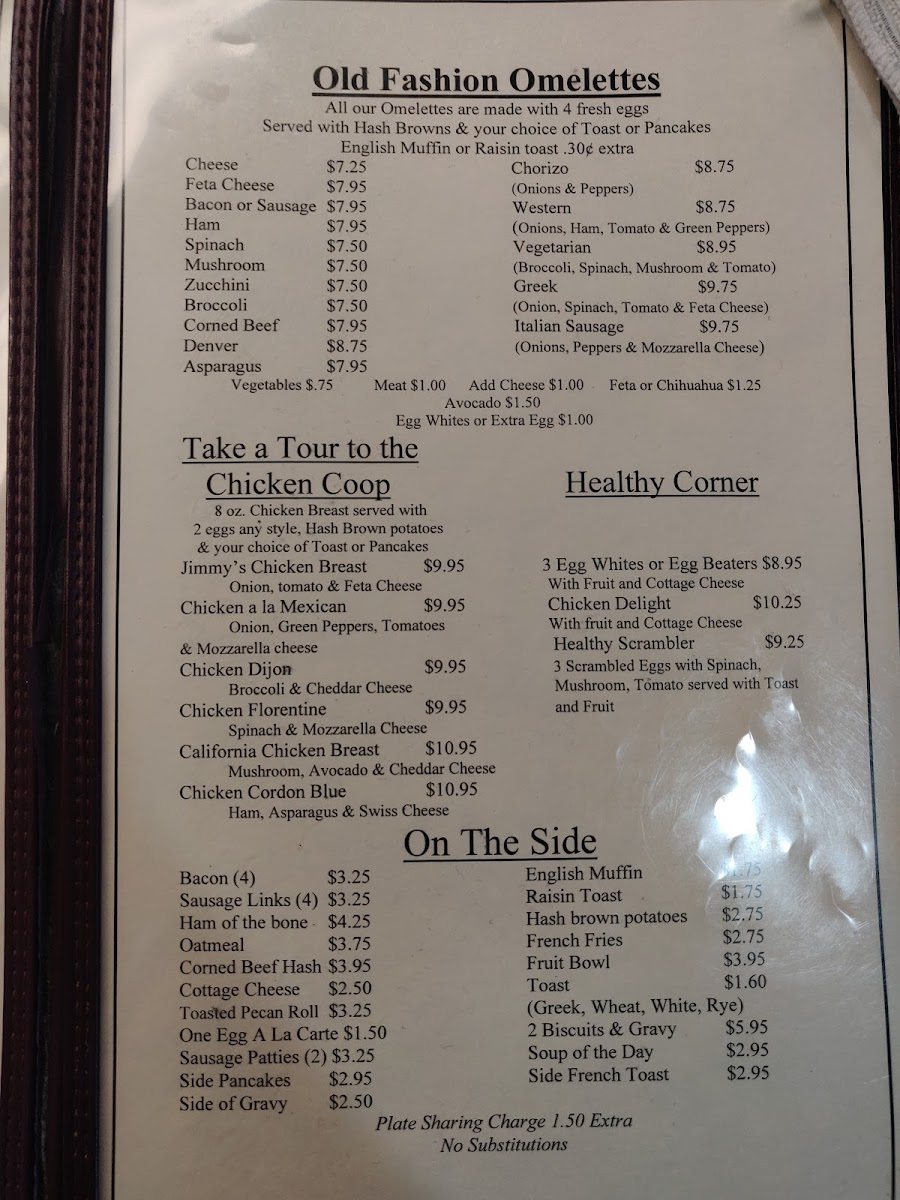 Old Fashion Omelettes
All our Omelettes are made with 4 fresh eggs
Served with Hash Browns & your choice of Toast or Pancakes
English Muffin or Raisin toast .30¢ extra
Cheese $7.25
Feta Cheese $7.95
Bacon or Sausage $7.95
Ham $7.95
Spinach $7.50
Mushroom $7.50
Zucchini $7.50
Broccoli $7.50
Corned Beef $7.95
Denver $8.75
Asparagus $7.95
Chorizo $8.75
(Onions & Peppers)
Western $8.75
(Onions, Ham, Tomato & Green Peppers)
Vegetarian $8.95
(Broccoli, Spinach, Mushroom & Tomato)
Greek $9.75
(Onion, Spinach, Tomato & Feta Cheese)
Italian Sausage $9.75
(Onions, Peppers & Mozzarella Cheese)
Vegetables $.75 Meat $1.00 Add Cheese $1.00 Feta or Chihuahua $1.25
Avocado $1.50
Egg Whites or Extra Egg $1.00
Take a Tour to the
Chicken Coop
8 oz. Chicken Breast served with
2 eggs any style, Hash Brown potatoes
& your choice of Toast or Pancakes
Jimmy's Chicken Breast $9.95
Onion, tomato & Feta Cheese
Chicken a la Mexican $9.95
Onion, Green Peppers, Tomatoes
& Mozzarella cheese
Chicken Dijon $9.95
Broccoli & Cheddar Cheese
Chicken Florentine $9.95
Spinach & Mozzarella Cheese
California Chicken Breast $10.95
Mushroom, Avocado & Cheddar Cheese
Chicken Cordon Blue $10.95
Ham, Asparagus & Swiss Cheese
Healthy Corner
3 Egg Whites or Egg Beaters $8.95
With Fruit and Cottage Cheese
Chicken Delight $10.25
With fruit and Cottage Cheese
Healthy Scrambler $9.25
3 Scrambled Eggs with Spinach,
Mushroom, Tomato served with Toast
and Fruit
On The Side
Bacon (4) $3.25
Sausage Links (4) $3.25
Ham of the bone $4.25
Oatmeal $3.75
Corned Beef Hash $3.95
Cottage Cheese $2.50
Toasted Pecan Roll $3.25
One Egg A La Carte $1.50
Sausage Patties (2) $3.25
Side Pancakes $2.95
Side of Gravy $2.50
English Muffin $1.75
Raisin Toast $1.75
Hash brown potatoes $2.75
French Fries $2.75
Fruit Bowl $3.95
Toast $1.60
(Greek, Wheat, White, Rye)
2 Biscuits & Gravy $5.95
Soup of the Day $2.95
Side French Toast $2.95
Plate Sharing Charge 1.50 Extra
No Substitutions